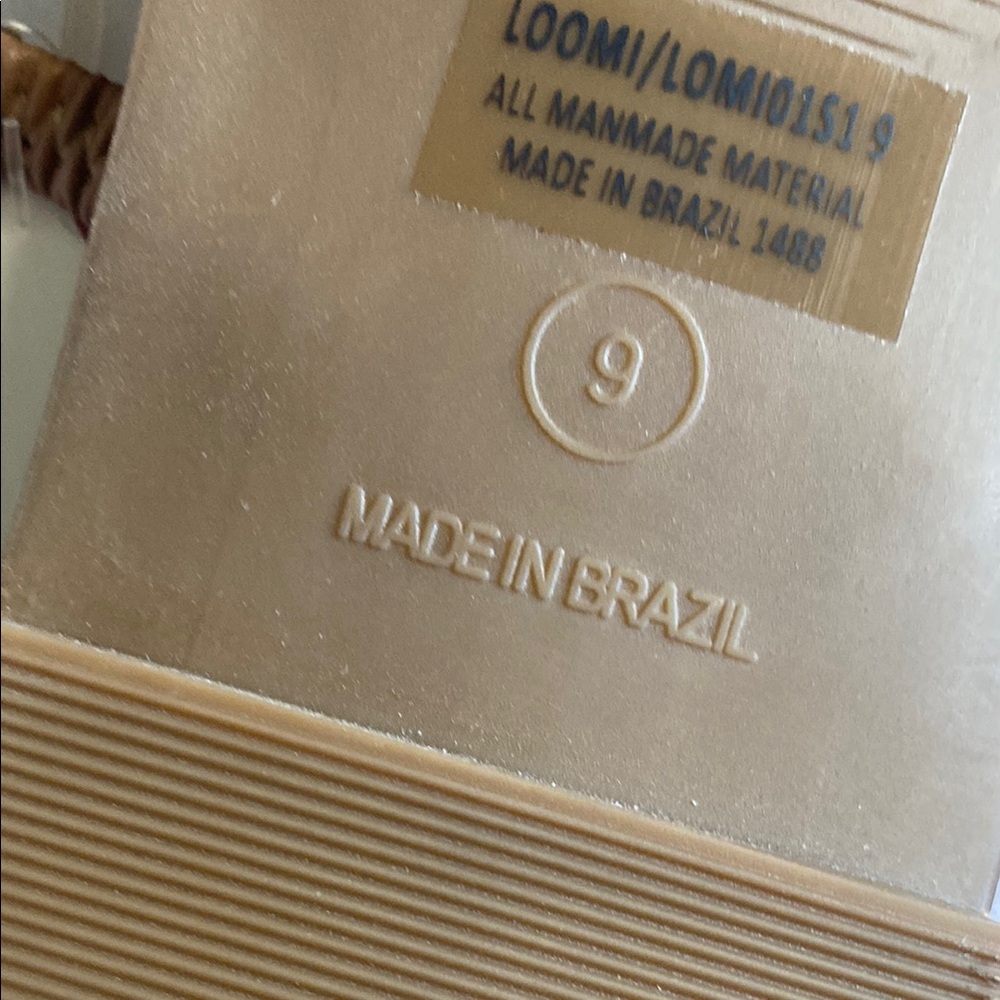 LOOMI/LOMI01S1 9
ALL MANMADE MATERIAL
MADE IN BRAZIL 1488
9
MADE IN BRAZIL